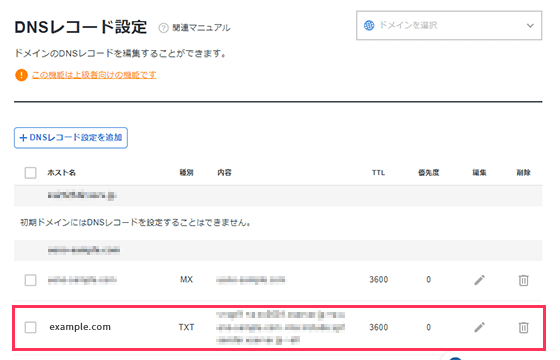 DNSレコード設定 ? 関連マニュアル
ドメインを選択
ドメインのDNSレコードを編集することができます。
! この機能は上級者向けの機能です
+DNSレコード設定を追加
ホスト名 種別 内容 TTL 優先度 編集 削除
初期ドメインにはDNSレコードを設定することはできません。
MX 3600 0
example.com TXT 3600 0